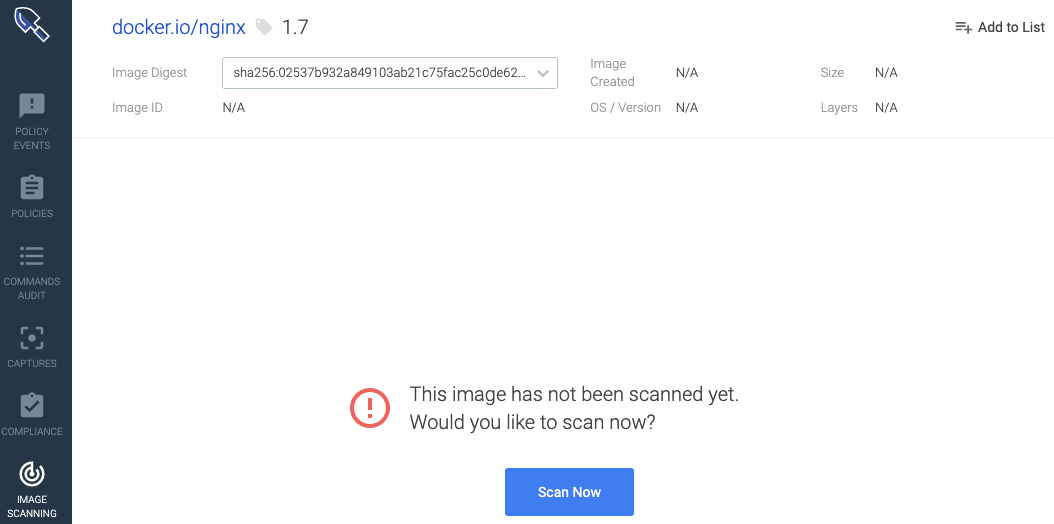 docker.io/nginx 1.7
Add to List
Image Digest sha256:02537b932a849103ab21c75fac25c0de62...
Image
Created N/A
Size N/A
Image ID N/A
OS / Version N/A
Layers N/A
POLICY
EVENTS
POLICIES
COMMANDS
AUDIT
CAPTURES
COMPLIANCE
IMAGE
SCANNING
This image has not been scanned yet.
Would you like to scan now?
Scan Now